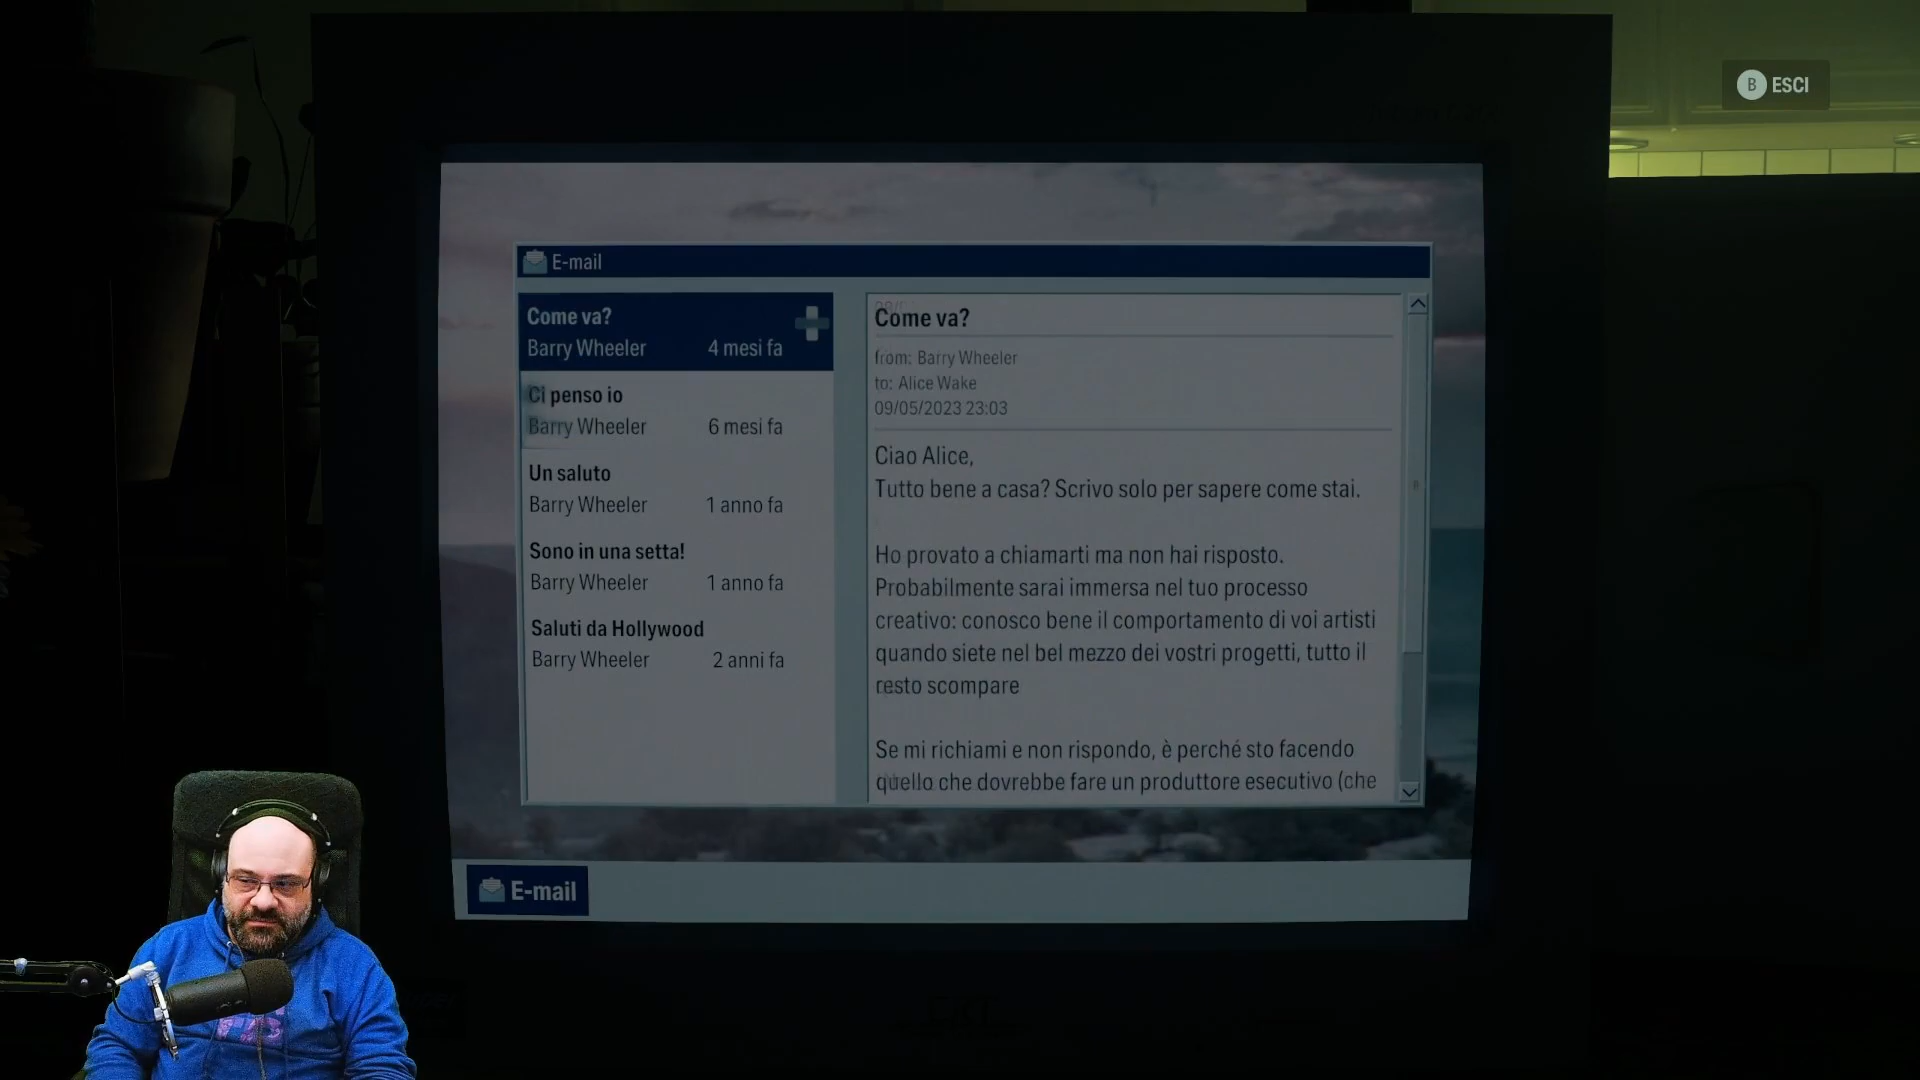 B ESCI
E-mail
Come va?
Barry Wheeler 4 mesi fa
Ci penso io
Barry Wheeler 6 mesi fa
Un saluto
Barry Wheeler 1 anno fa
Sono in una setta!
Barry Wheeler 1 anno fa
Saluti da Hollywood
Barry Wheeler 2 anni fa
Come va?
from: Barry Wheeler
to: Alice Wake
09/05/2023 23:03
Ciao Alice,
Tutto bene a casa? Scrivo solo per sapere come stai.
Ho provato a chiamarti ma non hai risposto.
Probabilmente sarai immersa nel tuo processo
creativo: conosco bene il comportamento di voi artisti
quando siete nel bel mezzo dei vostri progetti, tutto il
resto scompare
Se mi richiami e non rispondo, è perché sto facendo
quello che dovrebbe fare un produttore esecutivo (che
E-mail